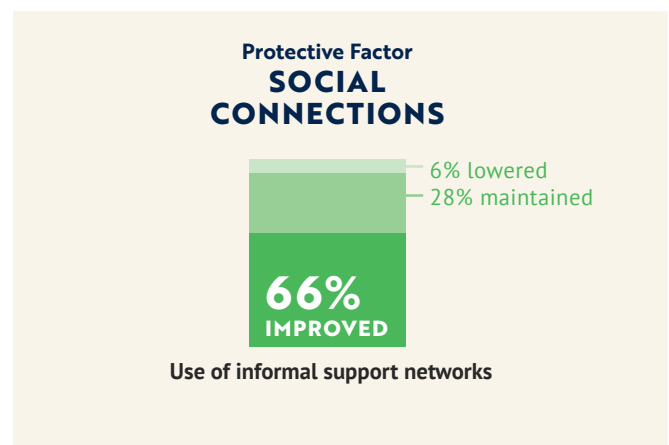 Protective Factor
SOCIAL
CONNECTIONS
6% lowered
28% maintained
66%
IMPROVED
Use of informal support networks